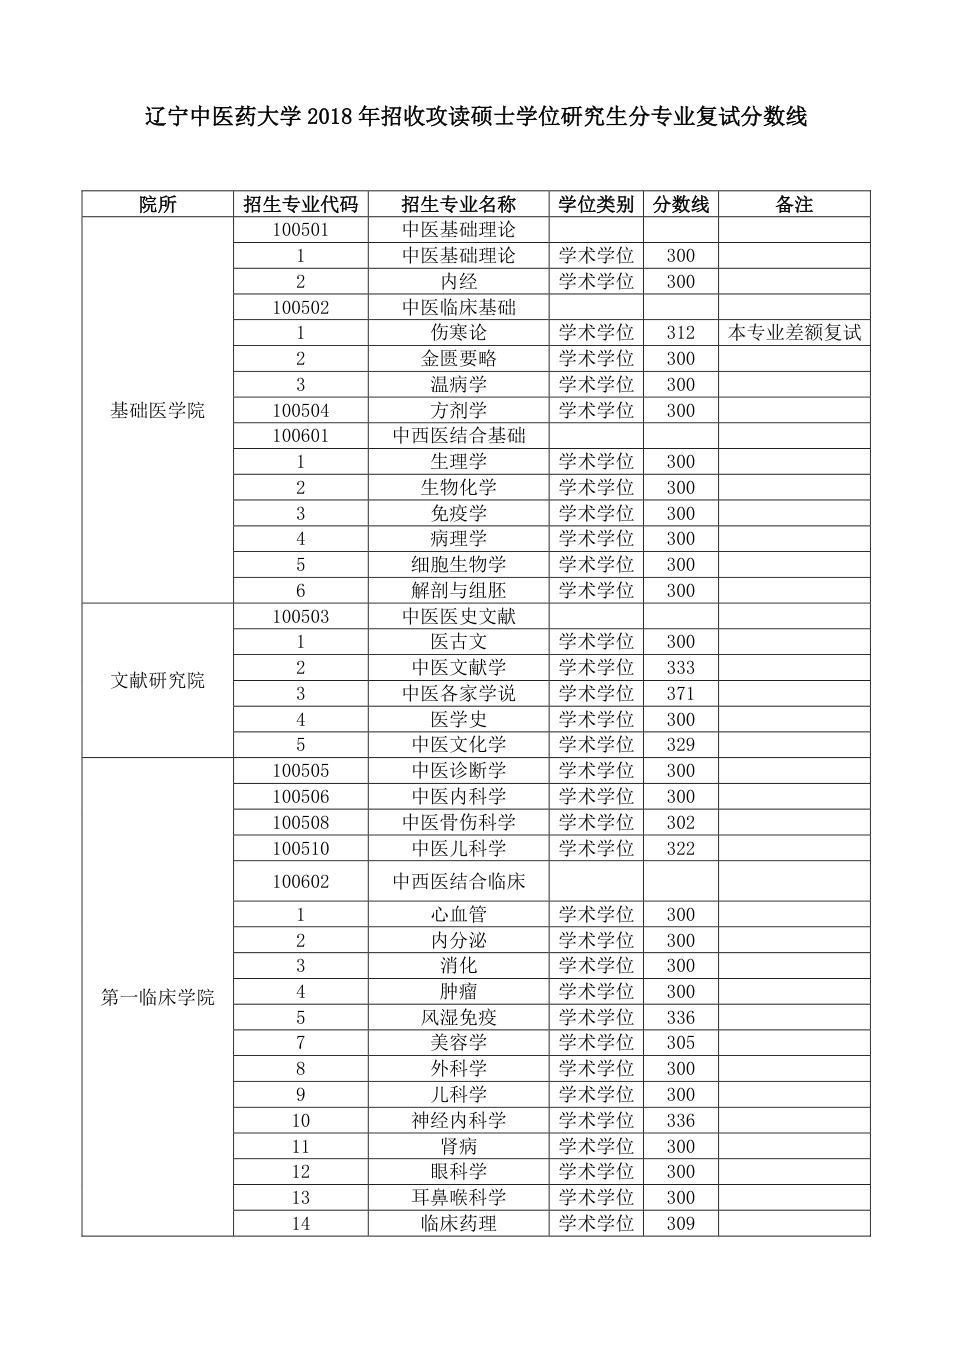 辽宁中医药大学 2018 年招收攻读硕士学位研究生分专业复试分数线
院所 招生专业代码 招生专业名称 学位类别 分数线 备注
基础医学院
100501 中医基础理论
1 中医基础理论 学术学位 300
2 内经 学术学位 300
100502 中医临床基础
1 伤寒论 学术学位 312 本专业差额复试
2 金匮要略 学术学位 300
3 温病学 学术学位 300
100504 方剂学 学术学位 300
100601 中西医结合基础
1 生理学 学术学位 300
2 生物化学 学术学位 300
3 免疫学 学术学位 300
4 病理学 学术学位 300
5 细胞生物学 学术学位 300
6 解剖与组胚 学术学位 300
文献研究院
100503 中医医史文献
1 医古文 学术学位 300
2 中医文献学 学术学位 333
3 中医各家学说 学术学位 371
4 医学史 学术学位 300
5 中医文化学 学术学位 329
第一临床学院
100505 中医诊断学 学术学位 300
100506 中医内科学 学术学位 300
100508 中医骨伤科学 学术学位 302
100510 中医儿科学 学术学位 322
100602 中西医结合临床
1 心血管 学术学位 300
2 内分泌 学术学位 300
3 消化 学术学位 300
4 肿瘤 学术学位 300
5 风湿免疫 学术学位 336
7 美容学 学术学位 305
8 外科学 学术学位 300
9 儿科学 学术学位 300
10 神经内科学 学术学位 336
11 肾病 学术学位 300
12 眼科学 学术学位 300
13 耳鼻喉科学 学术学位 300
14 临床药理 学术学位 309